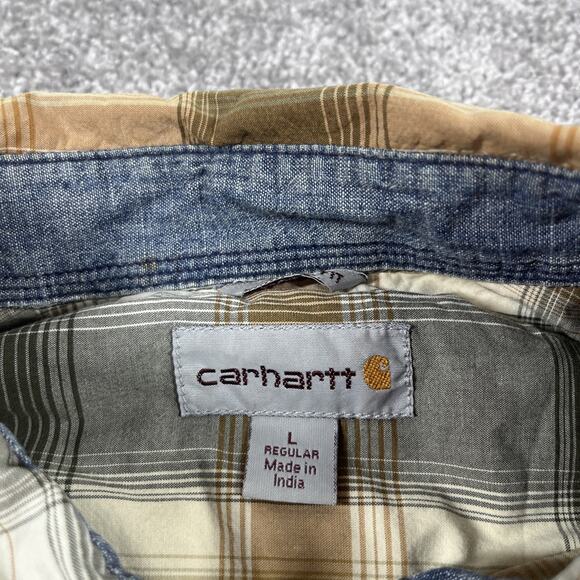 carhartt
L
REGULAR
Made in
India